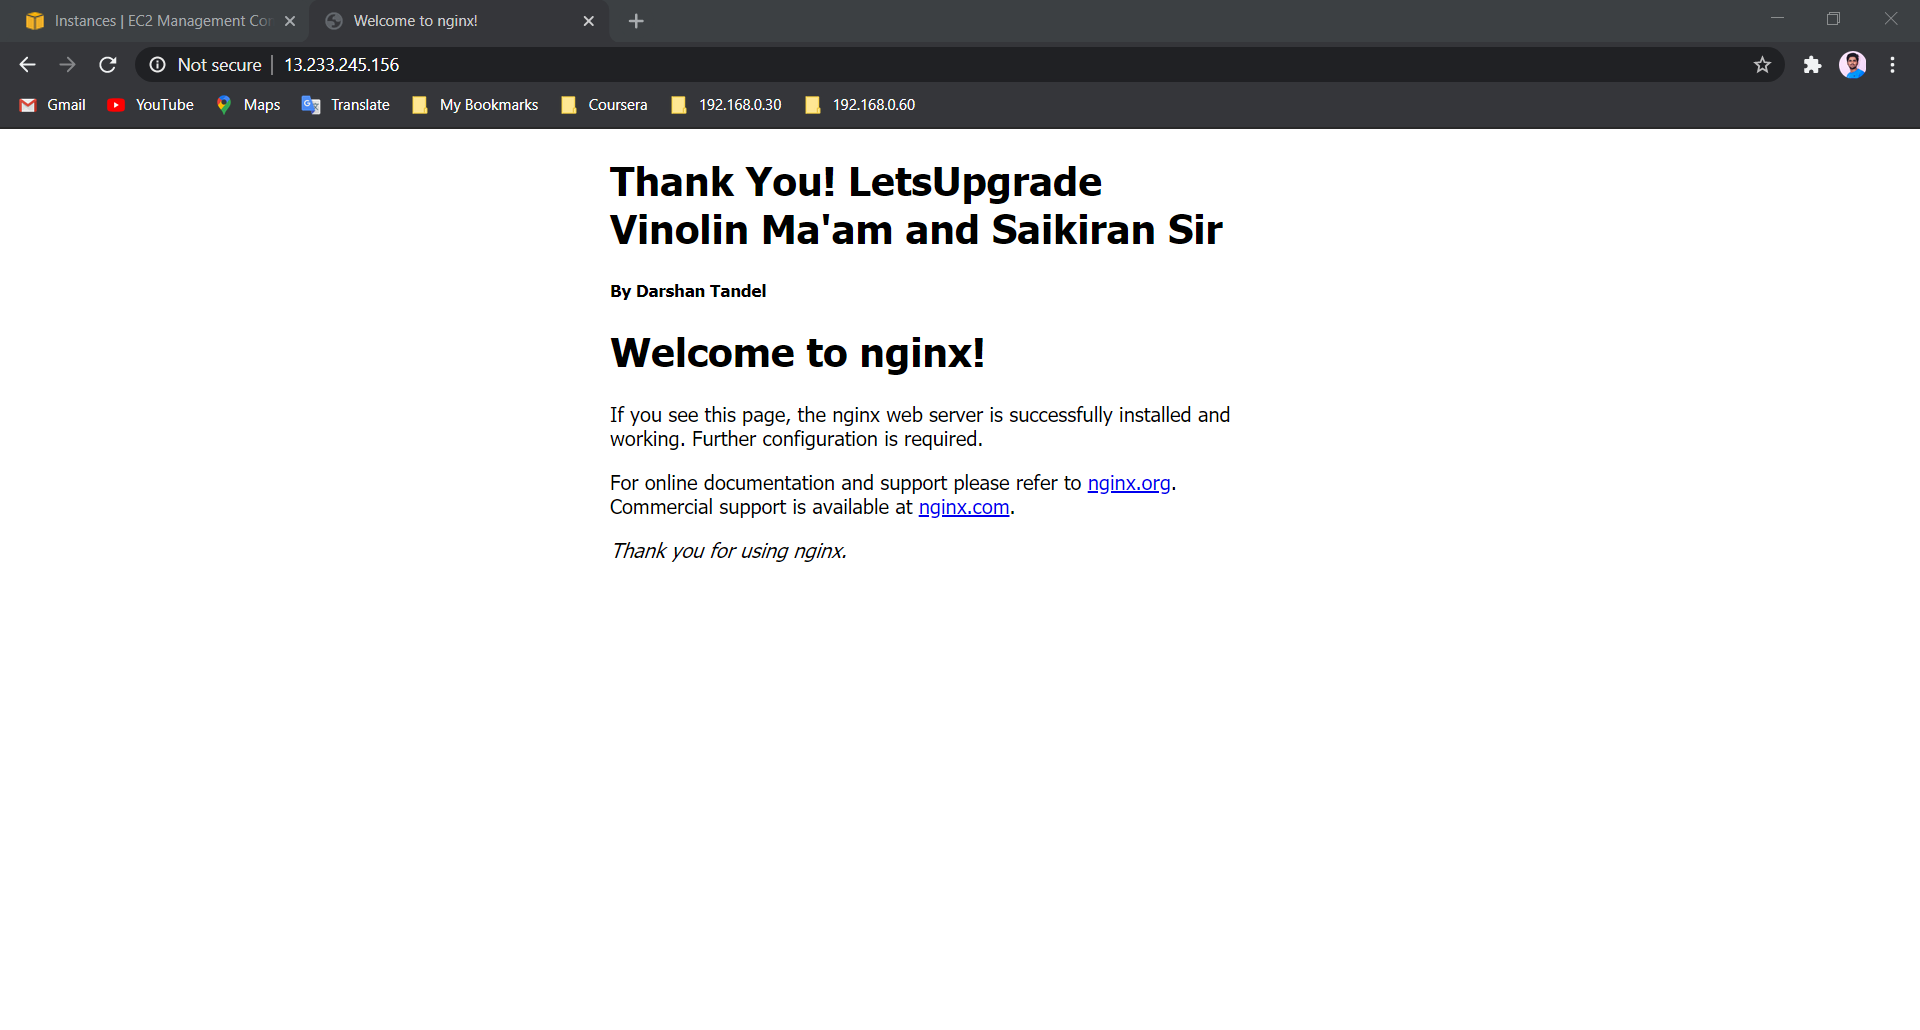 Instances | EC2 Management Con
Welcome to nginx!
Not secure | 13.233.245.156
Gmail YouTube Maps Translate My Bookmarks Coursera 192.168.0.30 192.168.0.60
Thank You! LetsUpgrade
Vinolin Ma'am and Saikiran Sir
By Darshan Tandel
Welcome to nginx!
If you see this page, the nginx web server is successfully installed and
working. Further configuration is required.
For online documentation and support please refer to nginx.org.
Commercial support is available at nginx.com.
Thank you for using nginx.